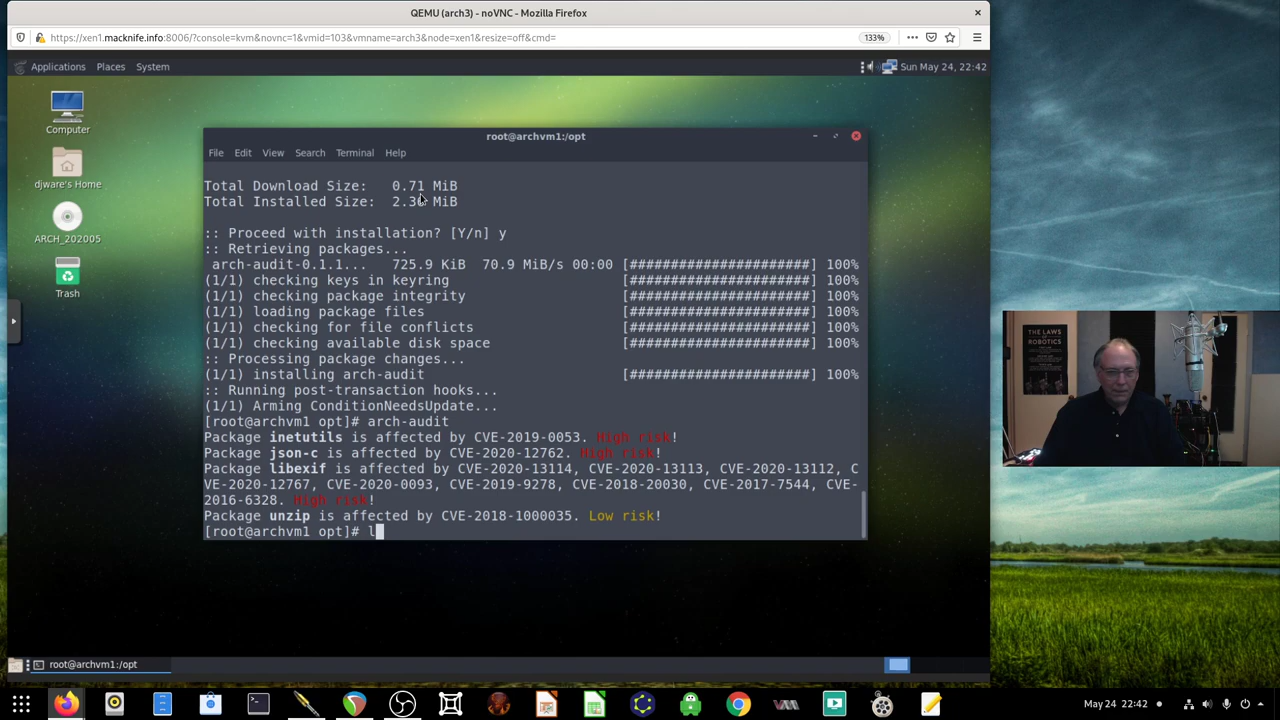 QEMU (arch3) - noVNC - Mozilla Firefox
https://xen1.macknife.info:8006/?console=kvm&novnc=1&vmid=103&vmname=arch3&node=xen1&resize=off&cmd=
133%
Applications Places System
Sun May 24, 22:42
Computer
djware's Home
ARCH_202005
Trash
root@archvm1:/opt
File Edit View Search Terminal Help
Total Download Size: 0.71 MiB
Total Installed Size: 2.30 MiB
:: Proceed with installation? [Y/n] y
:: Retrieving packages...
arch-audit-0.1.1... 725.9 KiB 70.9 MiB/s 00:00 [######################] 100%
(1/1) checking keys in keyring [######################] 100%
(1/1) checking package integrity [######################] 100%
(1/1) loading package files [######################] 100%
(1/1) checking for file conflicts [######################] 100%
(1/1) checking available disk space [######################] 100%
:: Processing package changes...
(1/1) installing arch-audit [######################] 100%
:: Running post-transaction hooks...
(1/1) Arming ConditionNeedsUpdate...
[root@archvm1 opt]# arch-audit
Package inetutils is affected by CVE-2019-0053. High risk!
Package json-c is affected by CVE-2020-12762. High risk!
Package libexif is affected by CVE-2020-13114, CVE-2020-13113, CVE-2020-13112, C
VE-2020-12767, CVE-2020-0093, CVE-2019-9278, CVE-2018-20030, CVE-2017-7544, CVE-
2016-6328. High risk!
Package unzip is affected by CVE-2018-1000035. Low risk!
[root@archvm1 opt]# l
THE LAWS
OF
ROBOTICS
root@archvm1:/opt
May 24 22:42